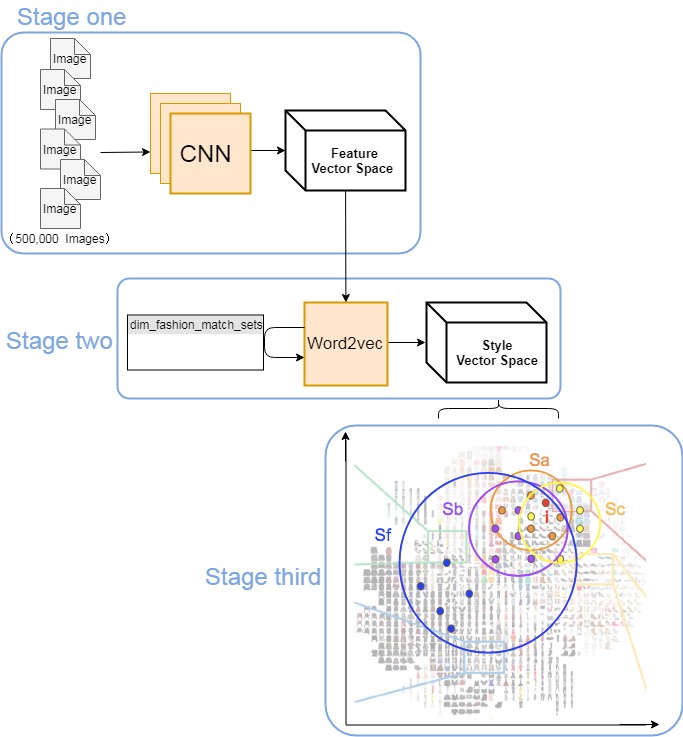 Stage one
Image
Image
Image
Image
Image
Image
(500,000 Images)
CNN
Feature
Vector Space
Stage two
dim_fashion_match_sets
Word2vec
Style
Vector Space
Stage third
Sa
Sb
Sc
Sf
i